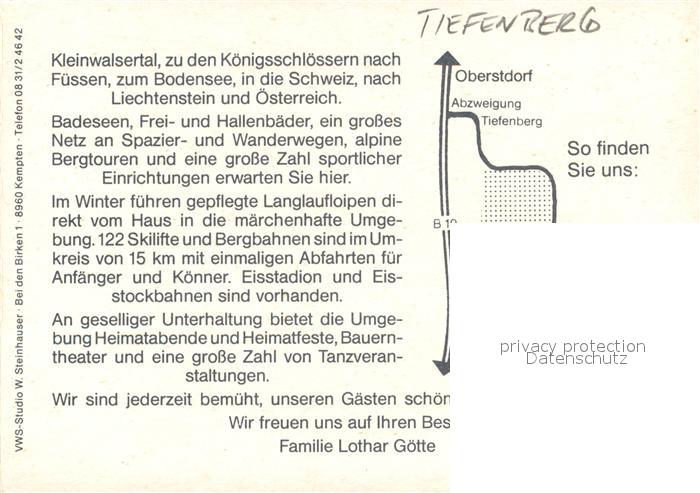 TIEFENBERG
Kleinwalsertal, zu den Königsschlössern nach
Füssen, zum Bodensee, in die Schweiz, nach
Liechtenstein und Österreich.
Badeseen, Frei- und Hallenbäder, ein großes
Netz an Spazier- und Wanderwegen, alpine
Bergtouren und eine große Zahl sportlicher
Einrichtungen erwarten Sie hier.
Im Winter führen gepflegte Langlaufloipen di-
rekt vom Haus in die märchenhafte Umge-
bung. 122 Skilifte und Bergbahnen sind im Um-
kreis von 15 km mit einmaligen Abfahrten für
Anfänger und Könner. Eisstadion und Eis-
stockbahnen sind vorhanden.
An geselliger Unterhaltung bietet die Umge-
bung Heimatabende und Heimatfeste, Bauern-
theater und eine große Zahl von Tanzveran-
staltungen.
Wir sind jederzeit bemüht, unseren Gästen schön
Wir freuen uns auf Ihren Bes
Familie Lothar Götte
Oberstdorf
Abzweigung
Tiefenberg
So finden
Sie uns:
B 19
privacy protection
Datenschutz
VWS-Studio W. Steinhauser · Bei den Birken 1 · 8960 Kempten · Telefon 08 31/2 46 42